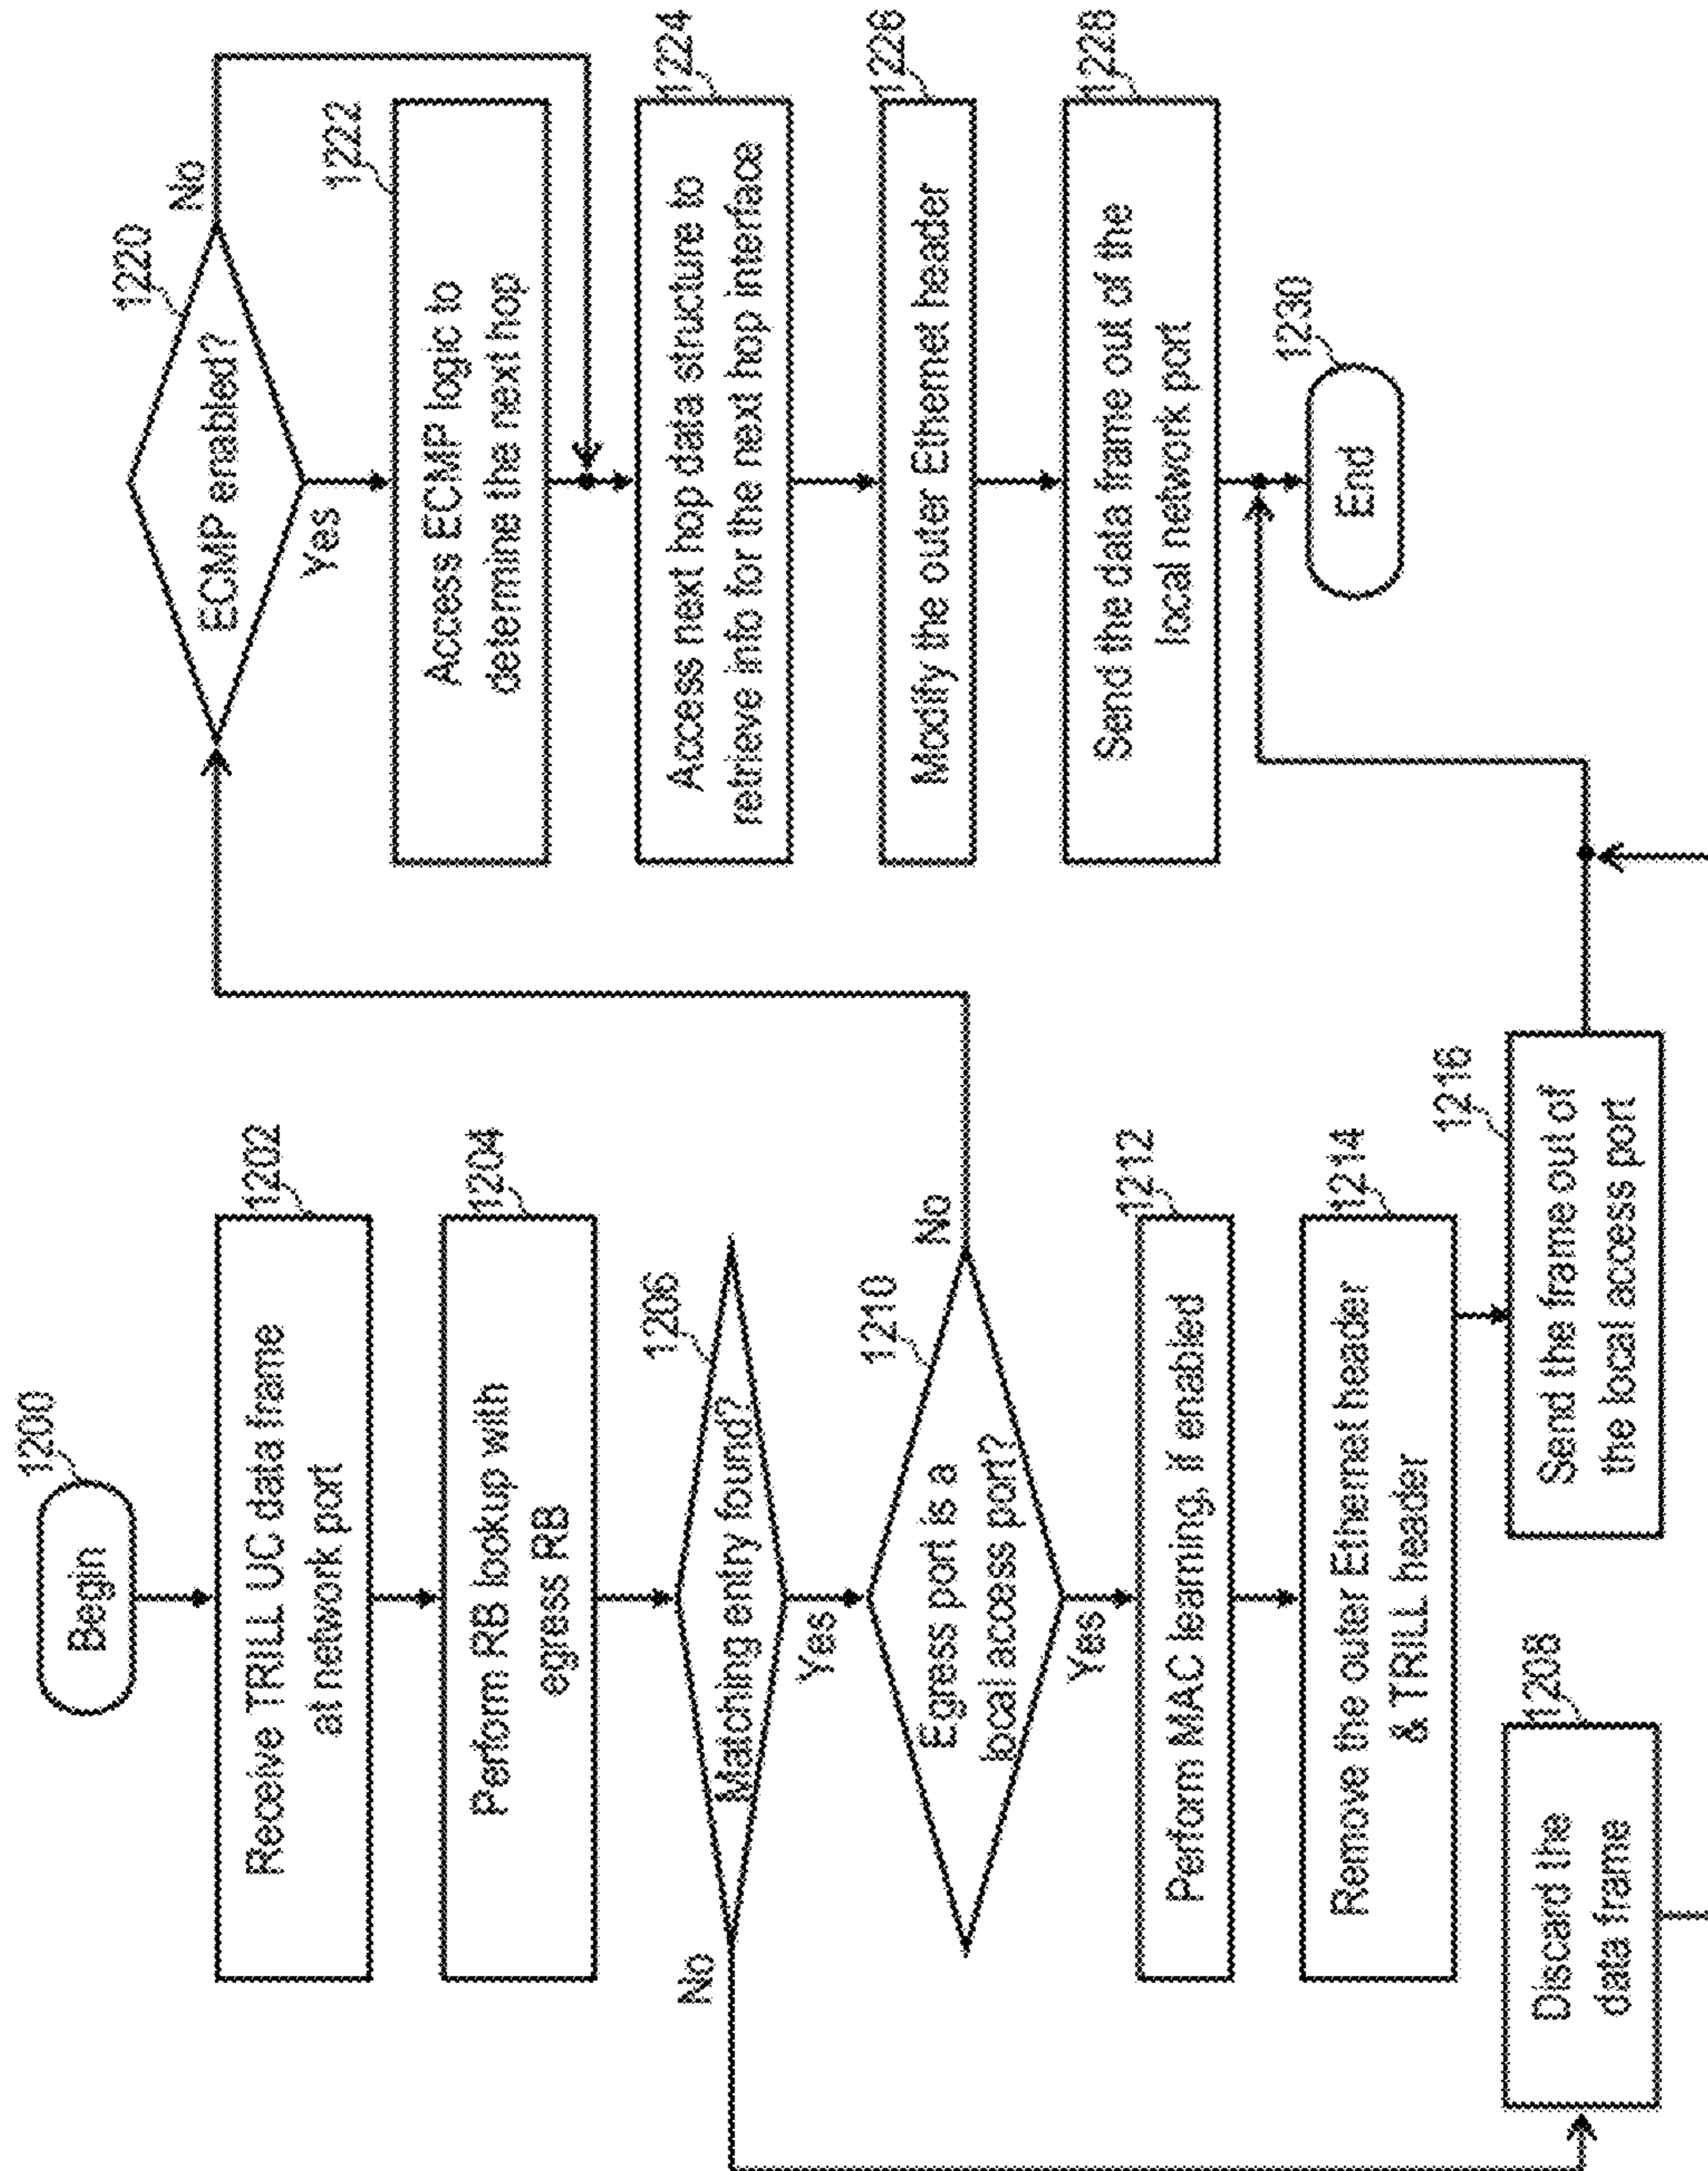 1200
Begin
1202
Receive TRILL UC data frame
at network port
1204
Perform RB lookup with
egress RB
1206
Matching entry found?
No
Yes
1210
Egress port is a
local access port?
No
Yes
1212
Perform MAC learning, if enabled
1214
Remove the outer Ethernet header
& TRILL header
1208
Discard the
data frame
1216
Send the frame out of
the local access port
1220
ECMP enabled?
No
Yes
1222
Access ECMP logic to
determine the next hop
1224
Access next hop data structure to
retrieve info for the next hop interface
1226
Modify the outer Ethernet header
1228
Send the data frame out of the
local network port
1230
End